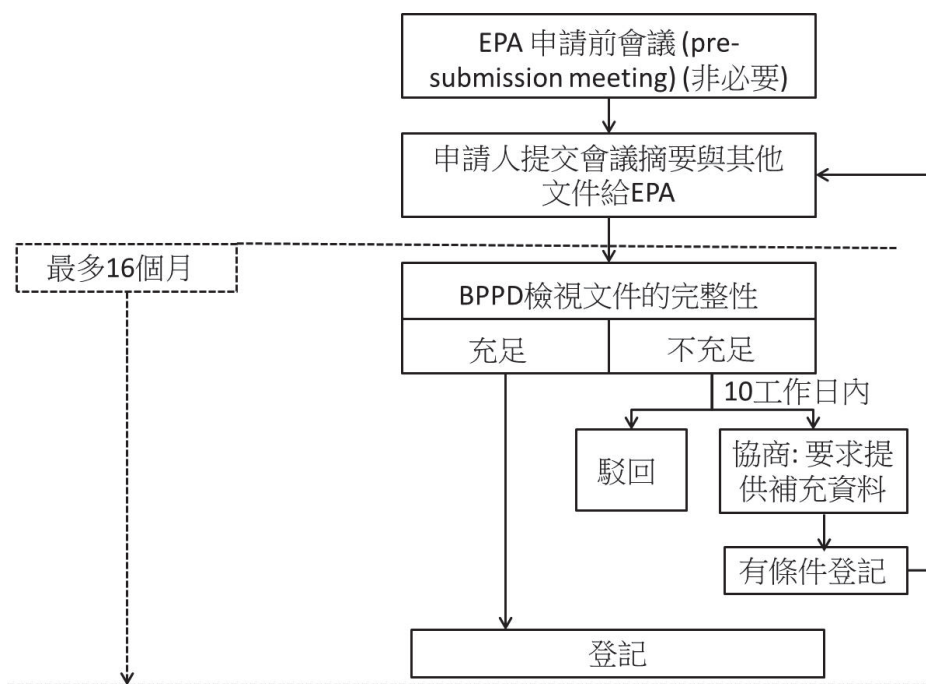 EPA 申請前會議 (pre-
submission meeting) (非必要)
申請人提交會議摘要與其他
文件給EPA
最多16個月
BPPD檢視文件的完整性
充足
不充足
10工作日內
駁回
協商: 要求提
供補充資料
有條件登記
登記